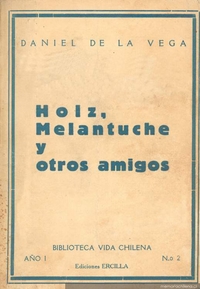 DANIEL DE LA VEGA
Holz,
Melantuche
y
otros amigos
BIBLIOTECA VIDA CHILENA
AÑO I
N.o 2
Ediciones ERCILLA